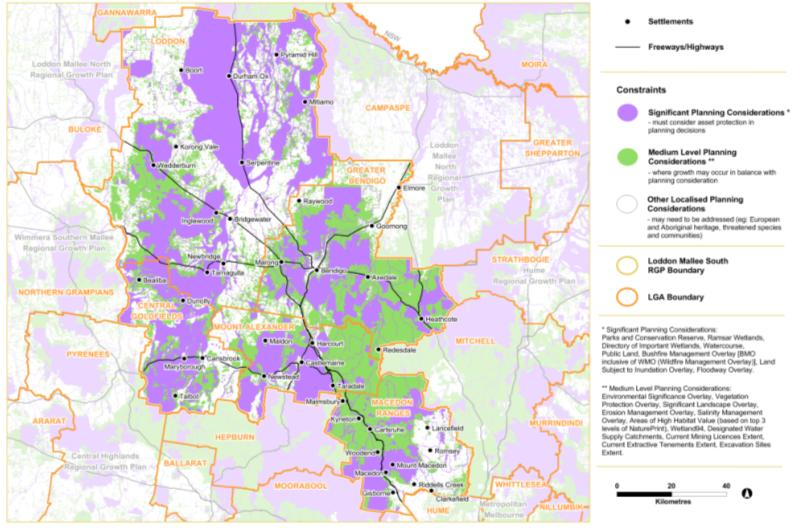 GANNAWARRA
LODDON
Loddon Mallee North
Regional Growth Plan
Boort
Pyramid Hill
Durham Ox
Mitiamo
NSW
MOIRA
CAMPASPE
BULOKE
Korong Vale
Wedderburn
Serpentine
Loddon
Mallee
North
Regional
Growth
Plan
GREATER
SHEPPARTON
GREATER
BENDIGO
Elmore
Raywood
Inglewood
Bridgewater
Goornong
Wimmera Southern Mallee
Regional Growth Plan
Newbridge
Tarnagulla
Marong
Bendigo
Axedale
STRATHBOGIE
Hume
Regional Growth Plan
NORTHERN GRAMPIANS
Bealiba
Dunolly
CENTRAL
GOLDFIELDS
MOUNT ALEXANDER
Heathcote
MITCHELL
PYRENEES
Maldon
Harcourt
Redesdale
Carisbrook
Maryborough
Castlemaine
Newstead
Taradale
Talbot
Malmsbury
MACEDON
RANGES
ARARAT
HEPBURN
Kyneton
Carlsruhe
Lancefield
MURRINDINDI
Central Highlands
Regional Growth Plan
BALLARAT
Woodend
Romsey
Mount Macedon
Macedon
MOORABOOL
Riddells Creek
WHITTLESEA
Gisborne
Clarkefield
Metropolitan
Melbourne
HUME
NILLUMBIK
Settlements
Freeways/Highways
Constraints
Significant Planning Considerations *
- must consider asset protection in
planning decisions
Medium Level Planning
Considerations **
- where growth may occur in balance with
planning consideration
Other Localised Planning
Considerations
- may need to be addressed (eg: European
and Aboriginal heritage, threatened species
and communities)
Loddon Mallee South
RGP Boundary
LGA Boundary
* Significant Planning Considerations:
Parks and Conservation Reserve, Ramsar Wetlands,
Directory of Important Wetlands, Watercourse,
Public Land, Bushfire Management Overlay [BMO
inclusive of WMO (Wildfire Management Overlay)], Land
Subject to Inundation Overlay, Floodway Overlay.
** Medium Level Planning Considerations:
Environmental Significance Overlay, Vegetation
Protection Overlay, Significant Landscape Overlay,
Erosion Management Overlay, Salinity Management
Overlay, Areas of High Habitat Value (based on top 3
levels of NaturePrint), Wetland94, Designated Water
Supply Catchments, Current Mining Licences Extent,
Current Extractive Tenements Extent, Excavation Sites
Extent.
0 20 40
Kilometres